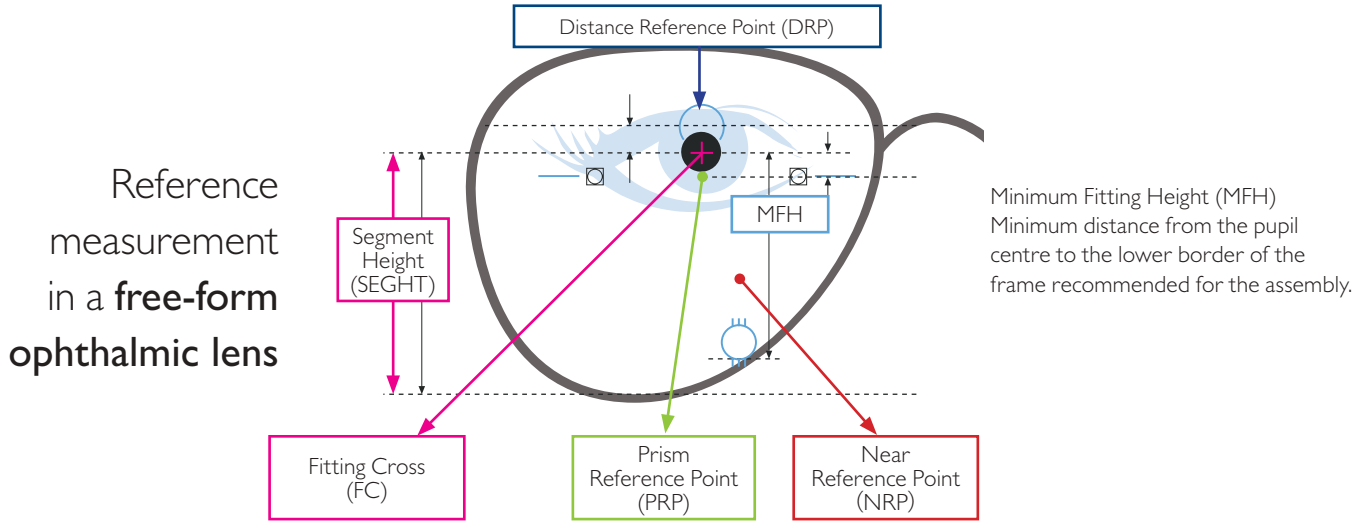 Distance Reference Point (DRP)
Reference
measurement
in a free-form
ophthalmic lens
Segment
Height
(SEGHT)
MFH
Minimum Fitting Height (MFH)
Minimum distance from the pupil
centre to the lower border of the
frame recommended for the assembly.
Fitting Cross
(FC)
Prism
Reference Point
(PRP)
Near
Reference Point
(NRP)